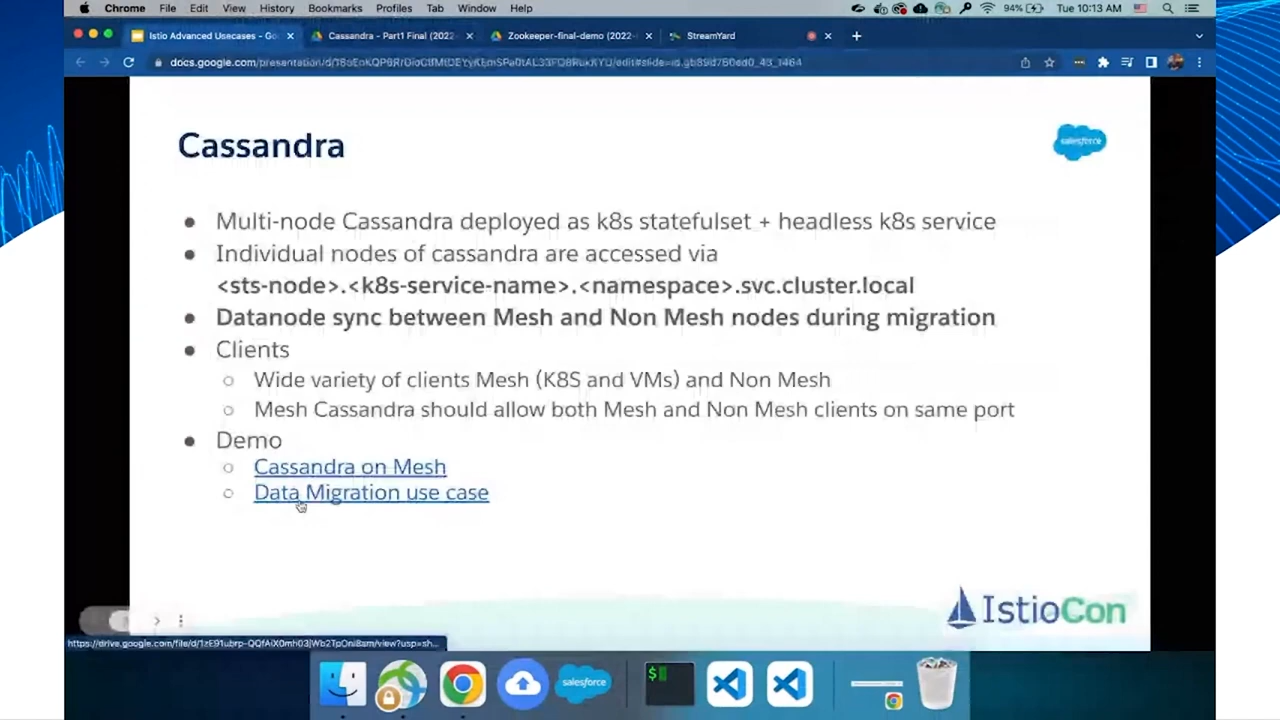 Chrome File Edit View History Bookmarks Profiles Tab Window Help 94% Tue 10:13 AM
Istio Advanced Usecases - Go Cassandra - Part1 Final (2022- Zookeeper-final-demo (2022- StreamYard
Cassandra
salesforce
● Multi-node Cassandra deployed as k8s statefulset + headless k8s service
● Individual nodes of cassandra are accessed via
<sts-node>.<k8s-service-name>.<namespace>.svc.cluster.local
● Datanode sync between Mesh and Non Mesh nodes during migration
● Clients
○ Wide variety of clients Mesh (K8S and VMs) and Non Mesh
○ Mesh Cassandra should allow both Mesh and Non Mesh clients on same port
● Demo
○ Cassandra on Mesh
○ Data Migration use case
IstioCon
salesforce